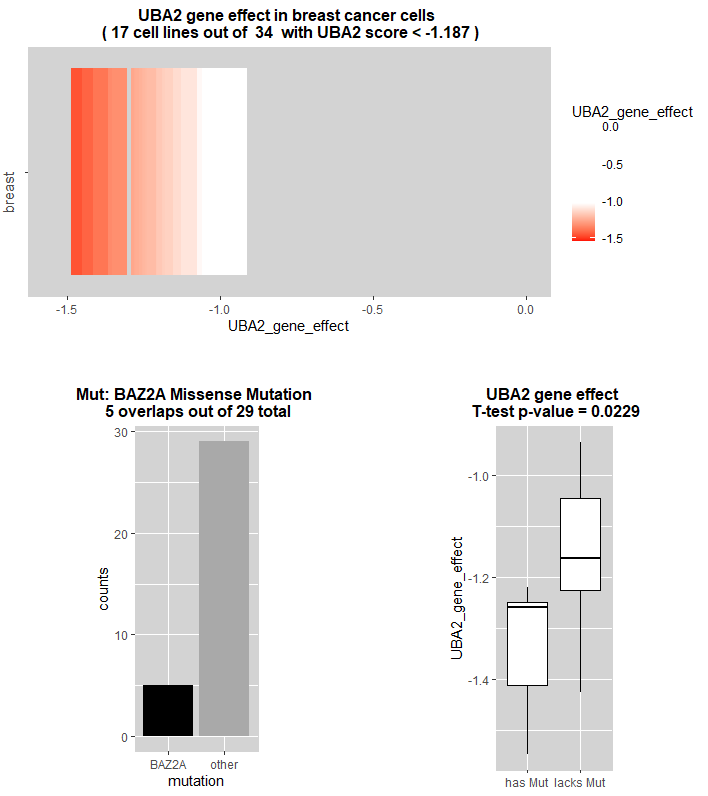 UBA2 gene effect in breast cancer cells
( 17 cell lines out of  34  with UBA2 score < -1.187 )
breast
-1.5
-1.0
-0.5
0.0
UBA2_gene_effect
UBA2_gene_effect
0.0
-0.5
-1.0
-1.5
Mut: BAZ2A Missense Mutation
5 overlaps out of 29 total
counts
30
20
10
0
BAZ2A
other
mutation
UBA2 gene effect
T-test p-value = 0.0229
UBA2_gene_effect
-1.0
-1.2
-1.4
has Mut
lacks Mut